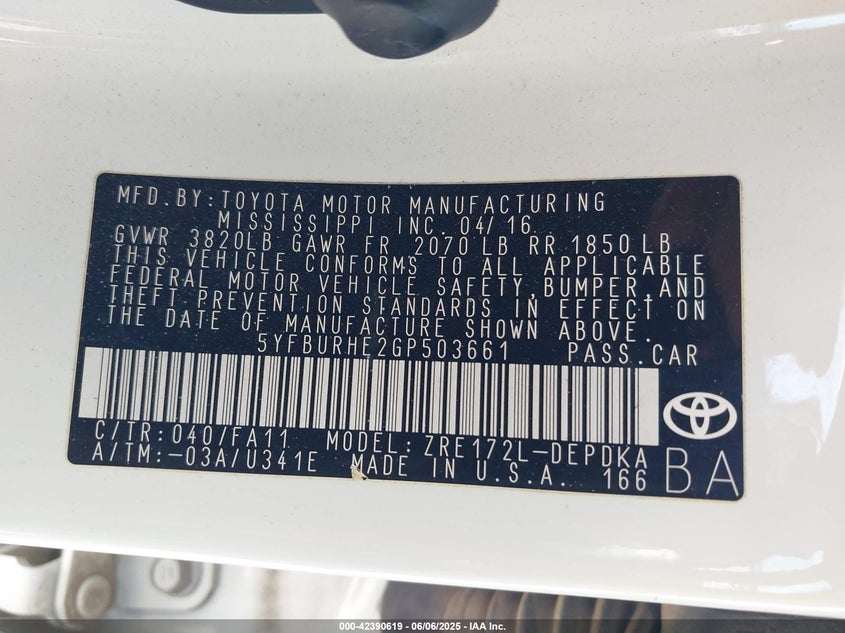 MFD.BY:TOYOTA MOTOR MANUFACTURING
MISSISSIPPI INC. 04/16
GVWR 3820LB GAWR FR 2070 LB RR 1850 LB
THIS VEHICLE CONFORMS TO ALL APPLICABLE
FEDERAL MOTOR VEHICLE SAFETY,BUMPER,AND
THEFT PREVENTION STANDARDS IN EFFECT ON
THE DATE OF MANUFACTURE SHOWN ABOVE.
5YFBURHE2GP503661 PASS.CAR
C/TR: 040/FA11 MODEL: ZRE172L-DEPDKA
A/TM:-03A/U341E MADE IN U.S.A. 166 BA
000-42390619 | 06/06/2025 - IAA Inc.